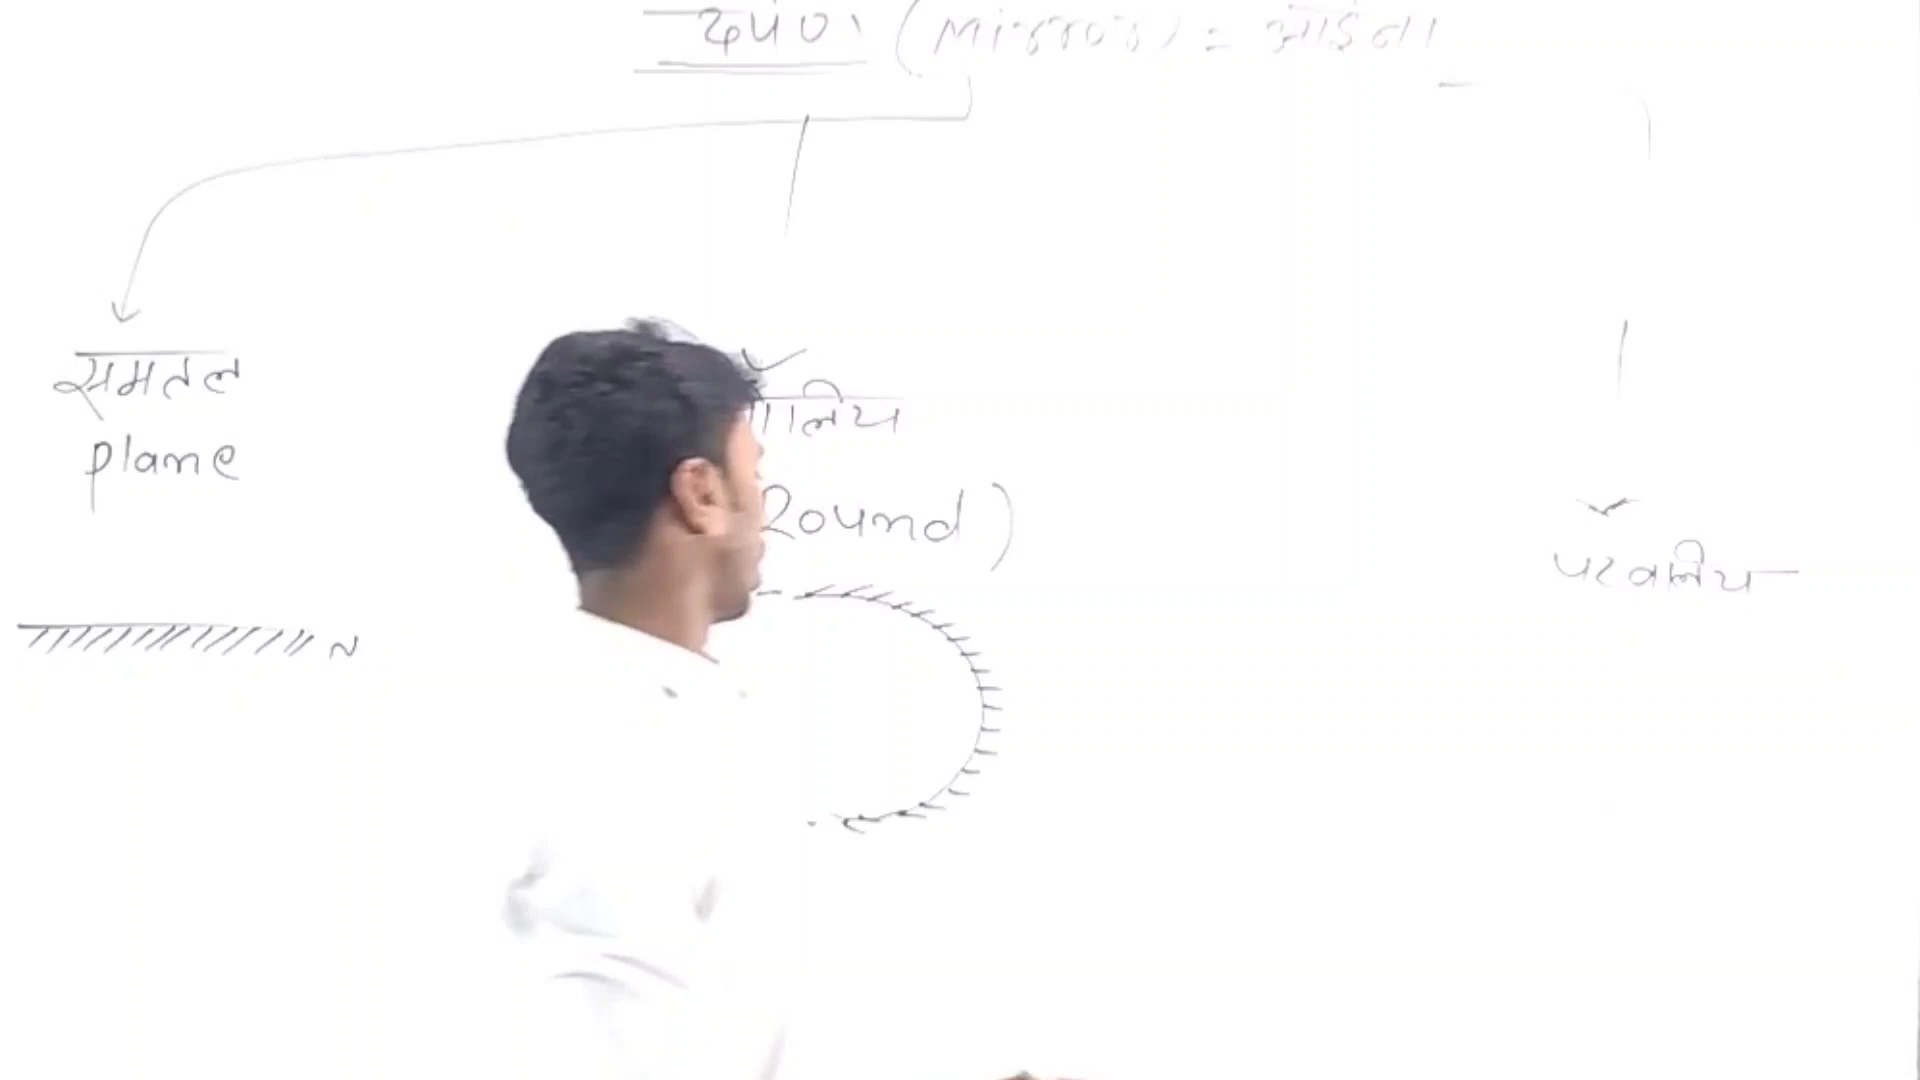 दर्पण (Mirror) = आईना
समतल
plane
ालिय
Round)
परवलिय
N